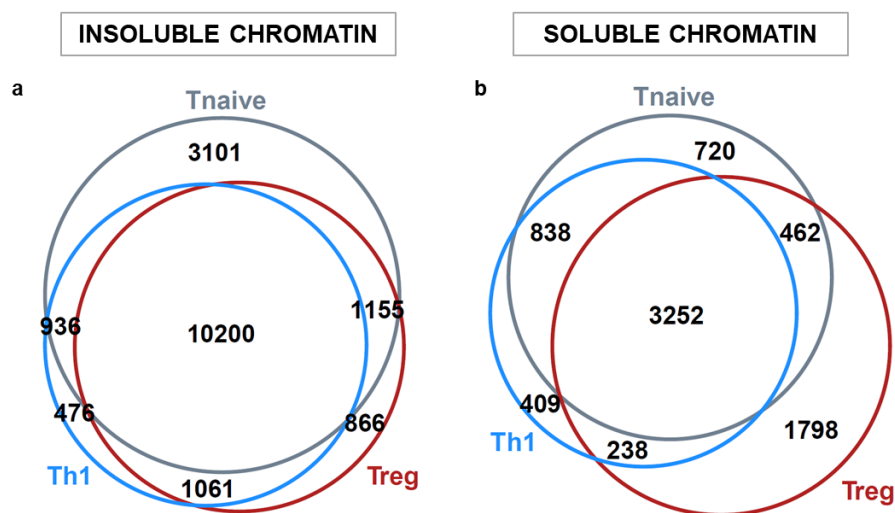 INSOLUBLE CHROMATIN
SOLUBLE CHROMATIN
a
Tnaive
3101
936
10200
1155
476
866
1061
Th1
Treg
b
Tnaive
720
838
462
3252
409
238
1798
Th1
Treg